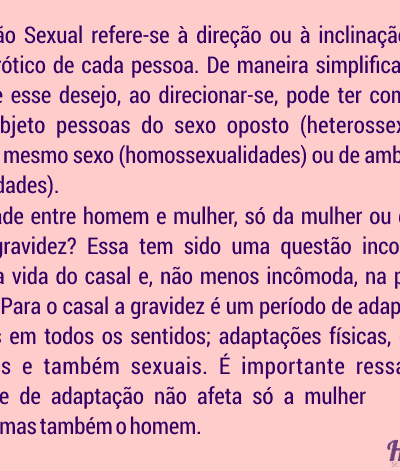 ão Sexual refere-se à direção ou à inclinaçã
rótico de cada pessoa. De maneira simplifica
e esse desejo, ao direcionar-se, pode ter com
bjeto pessoas do sexo oposto (heterossex
mesmo sexo (homossexualidades) ou de amb
dades).
ade entre homem e mulher, só da mulher ou
gravidez? Essa tem sido uma questão inco
a vida do casal e, não menos incômoda, na p
Para o casal a gravidez é um período de adap
s em todos os sentidos; adaptações físicas,
s e também sexuais. É importante ressa
e de adaptação não afeta só a mulher
mas também o homem.